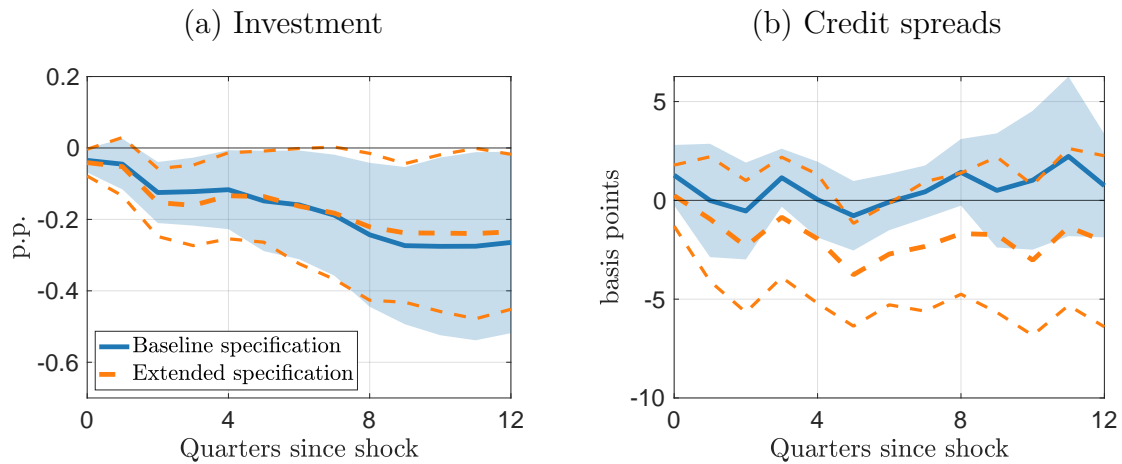 (a) Investment
0.2
0
-0.2
-0.4
-0.6
p.p.
Baseline specification
Extended specification
0 4 8 12
Quarters since shock
(b) Credit spreads
5
0
-5
-10
basis points
0 4 8 12
Quarters since shock